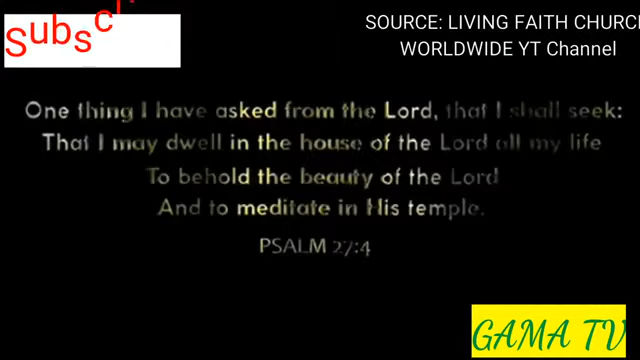 Subscri
SOURCE: LIVING FAITH CHURC
WORLDWIDE YT Channel
One thing I have asked from the Lord, that I shall seek:
That I may dwell in the house of the Lord all my life
To behold the beauty of the Lord
And to meditate in His temple.
PSALM 27:4
GAMA TV